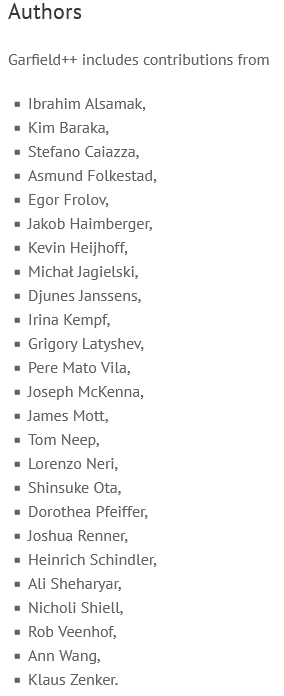 Authors
Garfield++ includes contributions from
Ibrahim Alsamak,
Kim Baraka,
Stefano Caiazza,
Asmund Folkestad,
Egor Frolov,
Jakob Haimberger,
Kevin Heijhoff,
Michał Jagielski,
Djunes Janssens,
Irina Kempf,
Grigory Latyshev,
Pere Mato Vila,
Joseph McKenna,
James Mott,
Tom Neep,
Lorenzo Neri,
Shinsuke Ota,
Dorothea Pfeiffer,
Joshua Renner,
Heinrich Schindler,
Ali Sheharyar,
Nicholi Shiell,
Rob Veenhof,
Ann Wang,
Klaus Zenker.